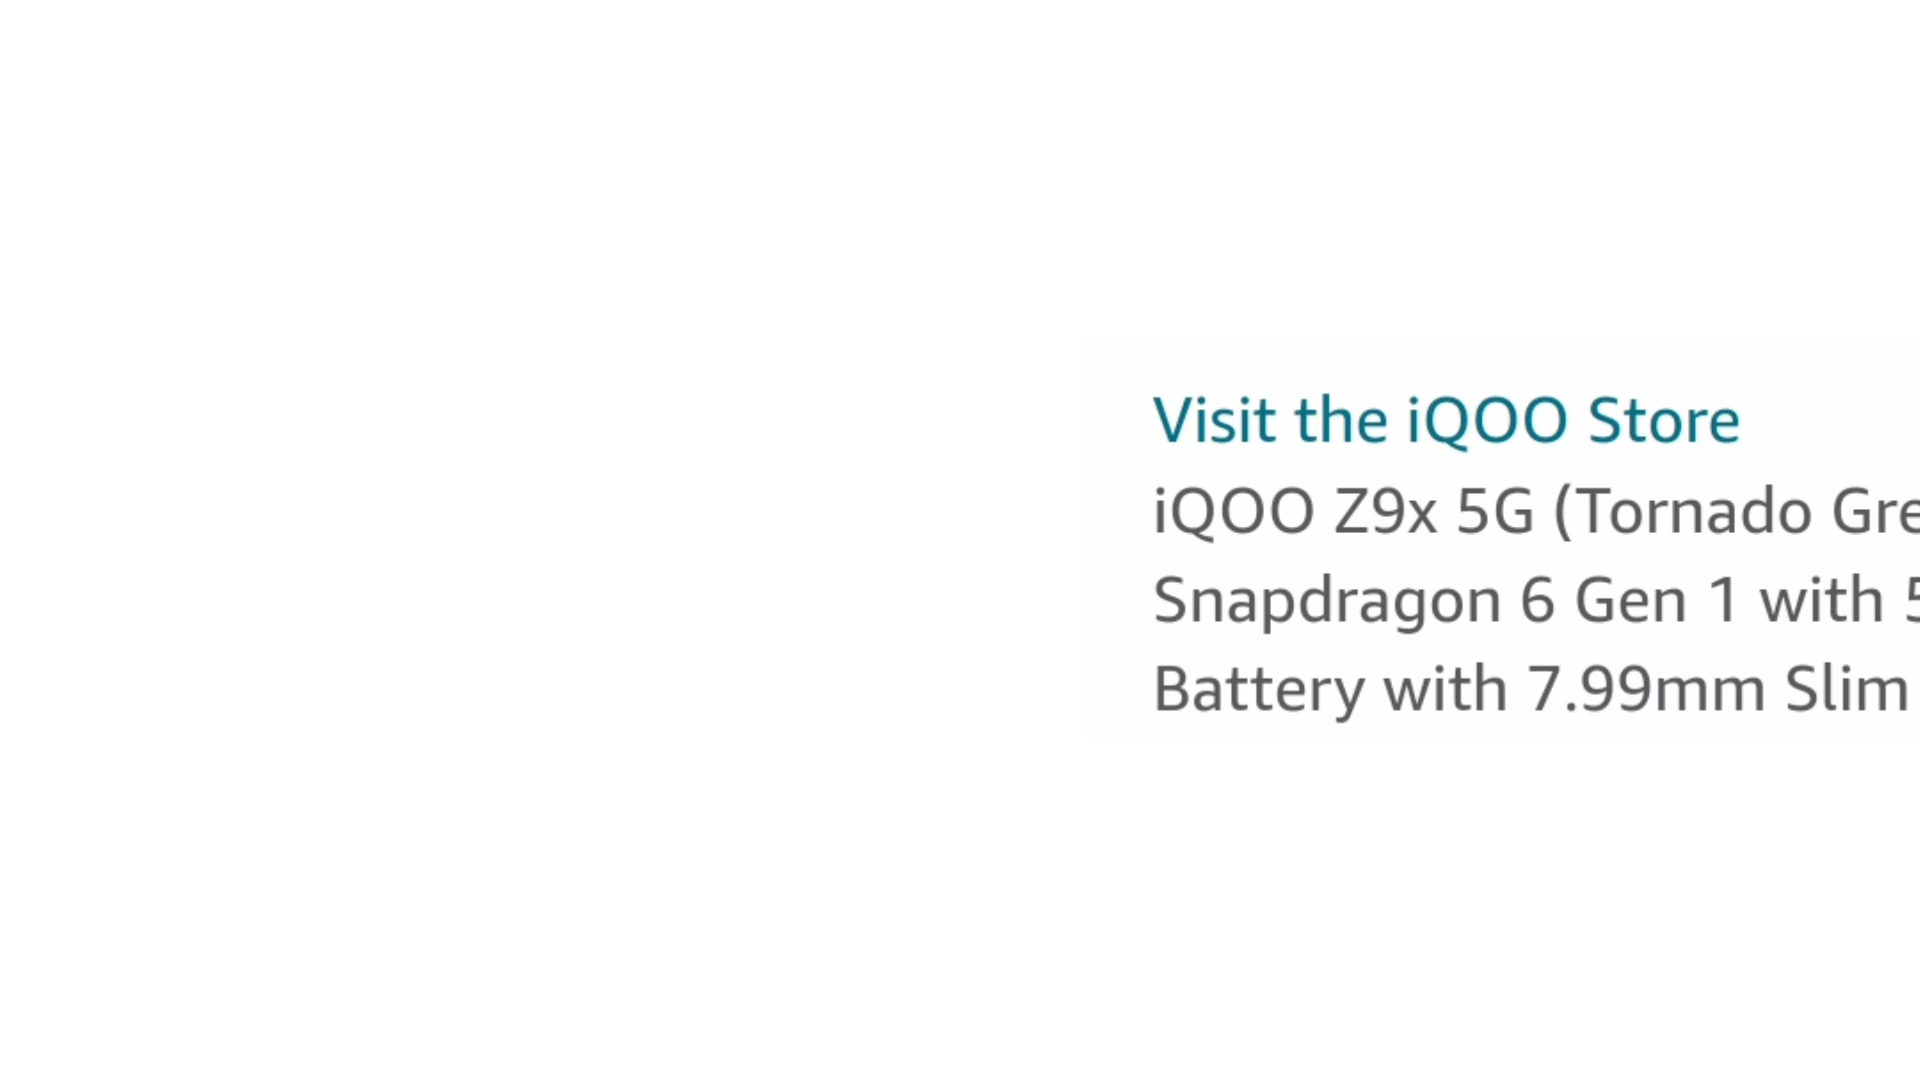 Visit the iQOO Store
iQOO Z9x 5G (Tornado Gre
Snapdragon 6 Gen 1 with 5
Battery with 7.99mm Slim